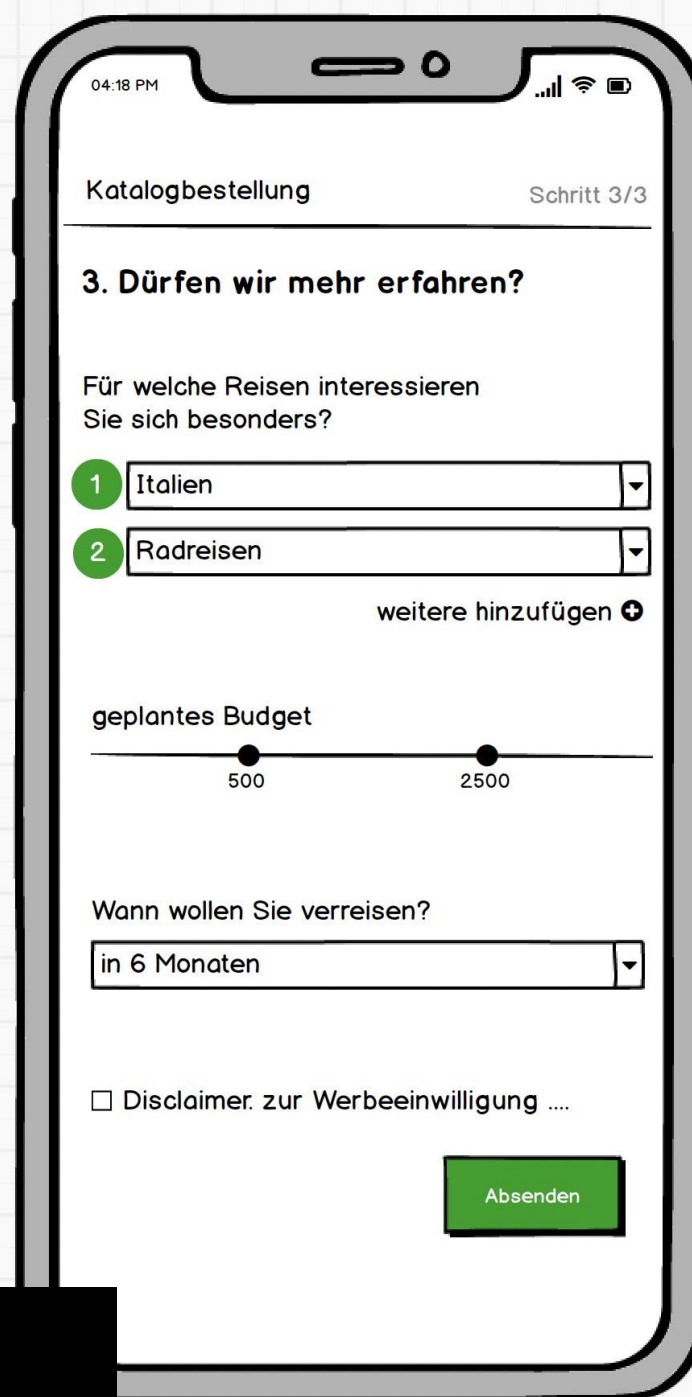 04:18 PM
Katalogbestellung
Schritt 3/3
3. Dürfen wir mehr erfahren?
Für welche Reisen interessieren
Sie sich besonders?
1 Italien
2 Radreisen
weitere hinzufügen
geplantes Budget
500 2500
Wann wollen Sie verreisen?
in 6 Monaten
Disclaimer. zur Werbeeinwilligung ....
Absenden